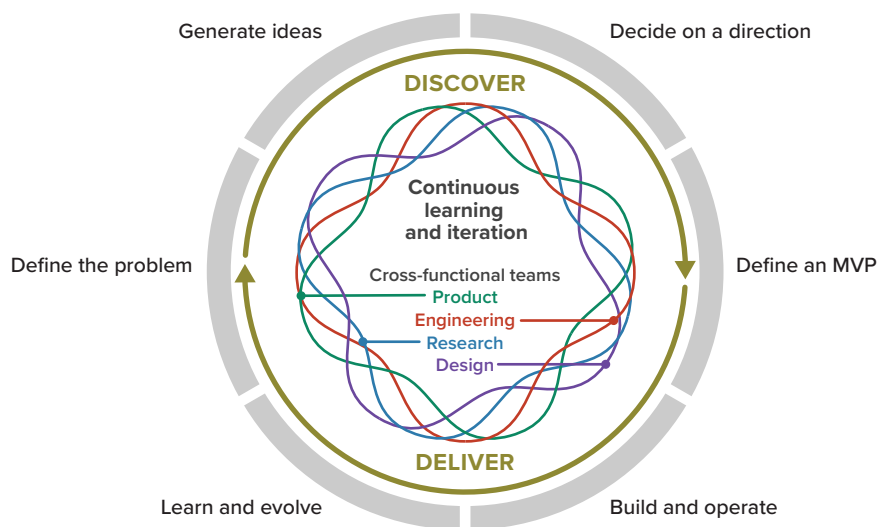 Generate ideas
Decide on a direction
DISCOVER
Continuous
learning
and iteration
Define the problem
Define an MVP
Cross-functional teams
Product
Engineering
Research
Design
DELIVER
Learn and evolve
Build and operate